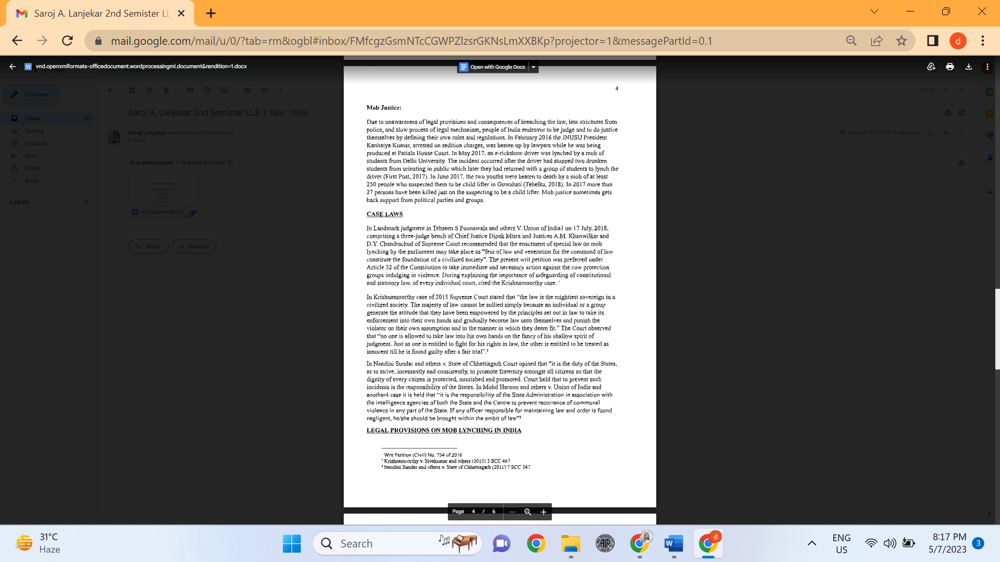 Saroj A. Lanjekar 2nd Semister LL
mail.google.com/mail/u/0/?tab=rm&ogbl#inbox/FMfcgzGsmNTcCGWPZlzsrGKNsLmXXBKp?projector=1&messagePartId=0.1
d
vnd.openxmlformats-officedocument.wordprocessingml.document&rendition=1.docx
Open with Google Docs
Compose
9 of 67
Saroj A. Lanjekar 2nd Semister LLB 3 Year
Inbox
Inbox 10
Starred
Snoozed
Sent
Drafts
More
Labels
to me
Sat, Apr 29, 3:58 PM (8 days ago)
One attachment • Scanned by Gmail
vnd.openxmlform...
Reply
Forward
4
Mob Justice:
Due to unawareness of legal provisions and consequences of breaching the law, less strictness from
police, and slow process of legal mechanism, people of India endeavor to be judge and to do justice
themselves by defining their own rules and regulations. In February 2016 the JNUSU President
Kanhaiya Kumar, arrested on sedition charges, was beaten up by lawyers while he was being
produced at Patiala House Court. In May 2017, an e-rickshaw driver was lynched by a mob of
students from Delhi University. The incident occurred after the driver had stopped two drunken
students from urinating in public which later they had returned with a group of students to lynch the
driver (First Post, 2017). In June 2017, the two youths were beaten to death by a mob of at least
250 people who suspected them to be child lifter in Guwahati (Tehelka, 2018). In 2017 more than
27 persons have been killed just on the suspecting to be a child lifter. Mob justice sometimes gets
back support from political parties and groups.
CASE LAWS
In Landmark judgment in Tehseen S Poonawala and others V. Union of India1 on 17 July, 2018,
comprising a three-judge bench of Chief Justice Dipak Misra and Justices A.M. Khanwilkar and
D.Y. Chandrachud of Supreme Court recommended that the enactment of special law on mob
lynching by the parliament may take place as “fear of law and veneration for the command of law
constitute the foundation of a civilized society”. The present writ petition was preferred under
Article 32 of the Constitution to take immediate and necessary action against the cow protection
groups indulging in violence. During explaining the importance of safeguarding of constitutional
and statutory law, of every individual court, cited the Krishnamoorthy case. 1
In Krishnamoorthy case of 2015 Supreme Court stated that “the law is the mightiest sovereign in a
civilized society. The majesty of law cannot be sullied simply because an individual or a group
generate the attitude that they have been empowered by the principles set out in law to take its
enforcement into their own hands and gradually become law unto themselves and punish the
violator on their own assumption and in the manner in which they deem fit.” The Court observed
that “no one is allowed to take law into his own hands on the fancy of his shallow spirit of
judgment. Just as one is entitled to fight for his rights in law, the other is entitled to be treated as
innocent till he is found guilty after a fair trial”.2
In Nandini Sundar and others v. State of Chhattisgarh Court opined that “it is the duty of the States,
as to strive, incessantly and consistently, to promote fraternity amongst all citizens so that the
dignity of every citizen is protected, nourished and promoted. Court held that to prevent such
incidents is the responsibility of the States. In Mohd Haroon and others v. Union of India and
another4 case it is held that “it is the responsibility of the State Administration in association with
the intelligence agencies of both the State and the Centre to prevent recurrence of communal
violence in any part of the State. If any officer responsible for maintaining law and order is found
negligent, he/she should be brought within the ambit of law”3
LEGAL PROVISIONS ON MOB LYNCHING IN INDIA
1 Writ Petition (Civil) No. 754 of 2016
2 Krishnamoorthy v. Sivakumar and others (2015) 3 SCC 467
3 Nandini Sundar and others v. State of Chhattisgarh (2011) 7 SCC 547
Page 4 / 6
31°C
Haze
Search
ENG
US
8:17 PM
5/7/2023
3